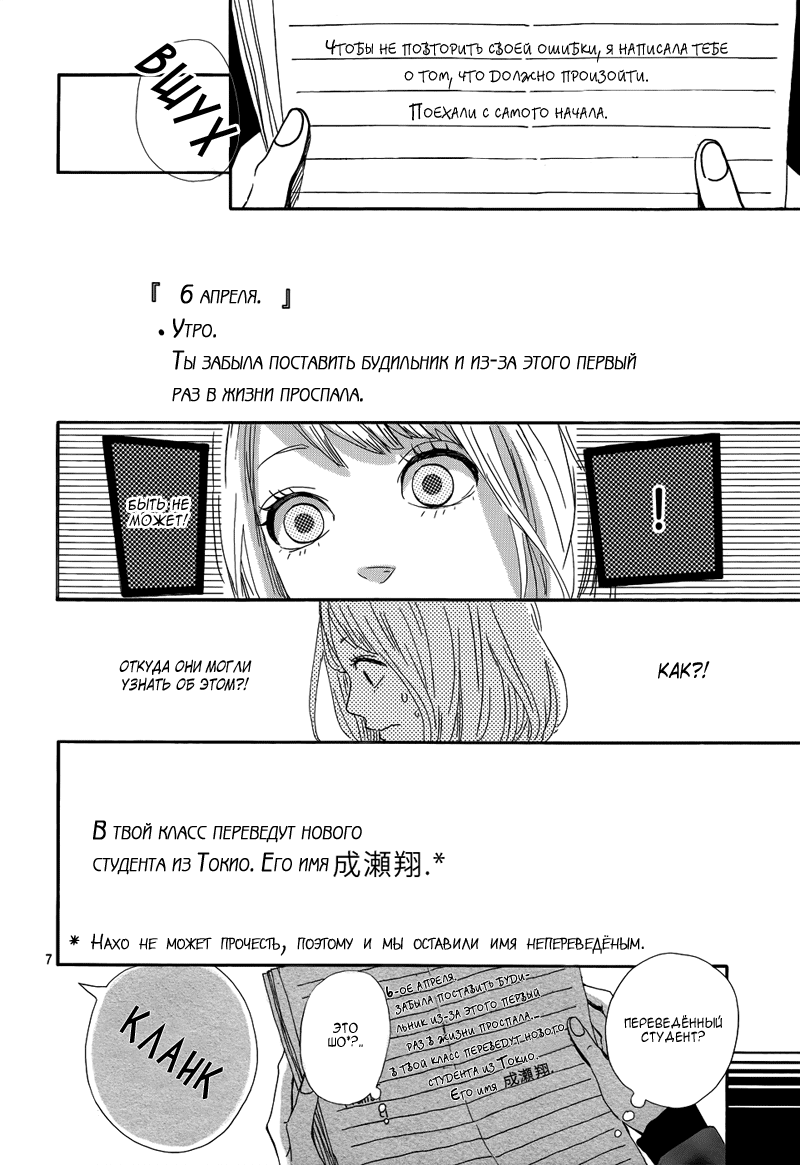 Чтобы не повторить своей ошибки, я написала тебе
о том, что должно произойти.
Поехали с самого начала.
ВШУХ
『 6 апреля. 』
• Утро.
Ты забыла поставить будильник и из-за этого первый
раз в жизни проспала.
!
БЫТЬ НЕ
МОЖЕТ!
КАК?!
ОТКУДА ОНИ МОГЛИ
УЗНАТЬ ОБ ЭТОМ?!
В твой класс переведут нового
студента из Токио. Его имя 成瀬翔.*
* Нахо не может прочесть, поэтому и мы оставили имя непереведёным.
7
ПЕРЕВЕДЁННЫЙ
СТУДЕНТ?
6-ое апреля.
забыла поставить буди-
льник из-за этого первый
раз в жизни проспала...
в твой класс переведут нового
студента из Токио.
Его имя 成瀬翔.
ЭТО
ШО*?..
КЛАНК